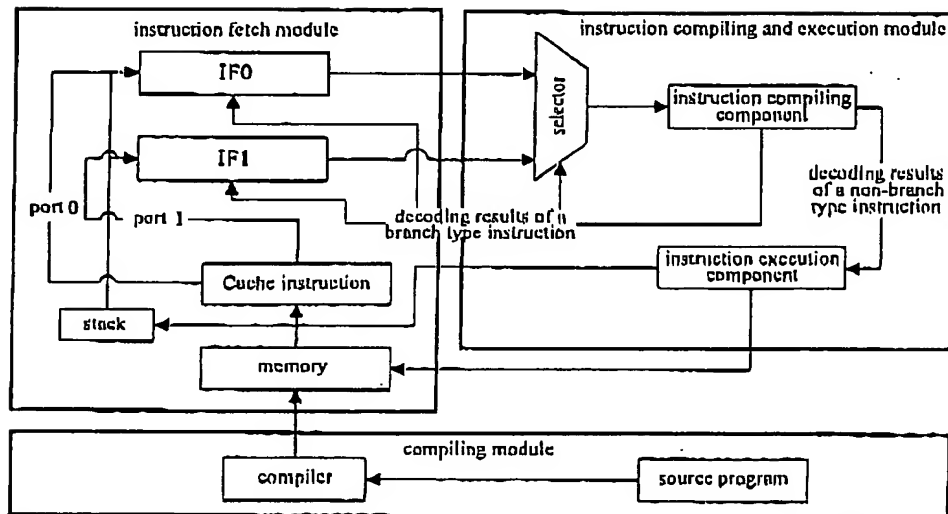 instruction fetch module
instruction compiling and execution module
IF0
selector
instruction compiling
component
IF1
decoding results
of a non-branch
type instruction
port 0
port 1
decoding results of a
branch type instruction
instruction execution
component
Cache instruction
stack
memory
compiling module
compiler
source program